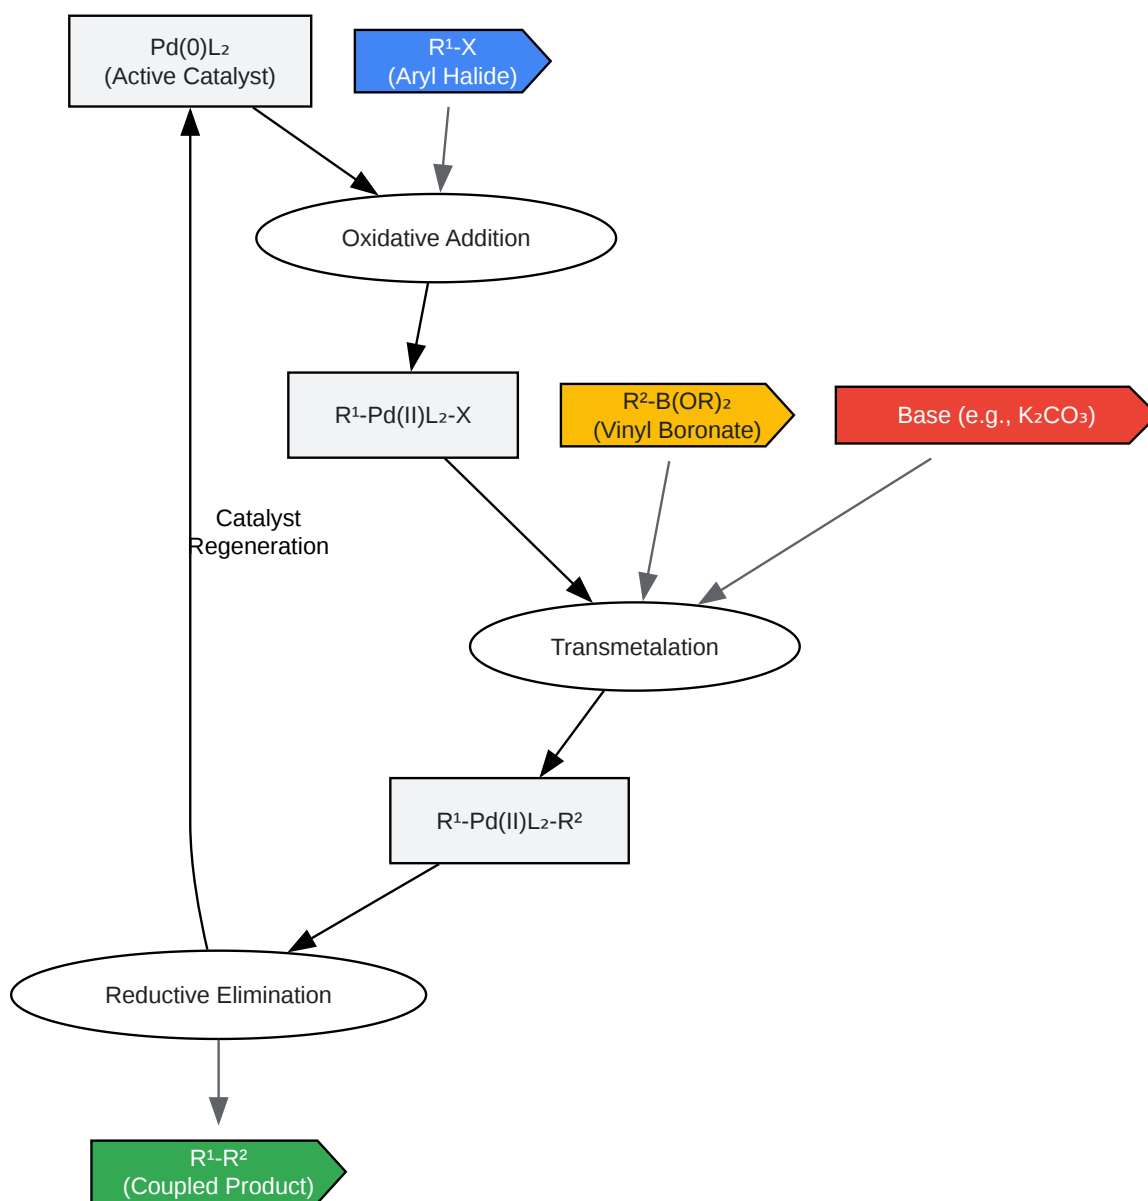 Pd(0)L₂
(Active Catalyst)
R¹-X
(Aryl Halide)
Oxidative Addition
R¹-Pd(II)L₂-X
R²-B(OR)₂
(Vinyl Boronate)
Base (e.g., K₂CO₃)
Catalyst
Regeneration
Transmetalation
R¹-Pd(II)L₂-R²
Reductive Elimination
R¹-R²
(Coupled Product)